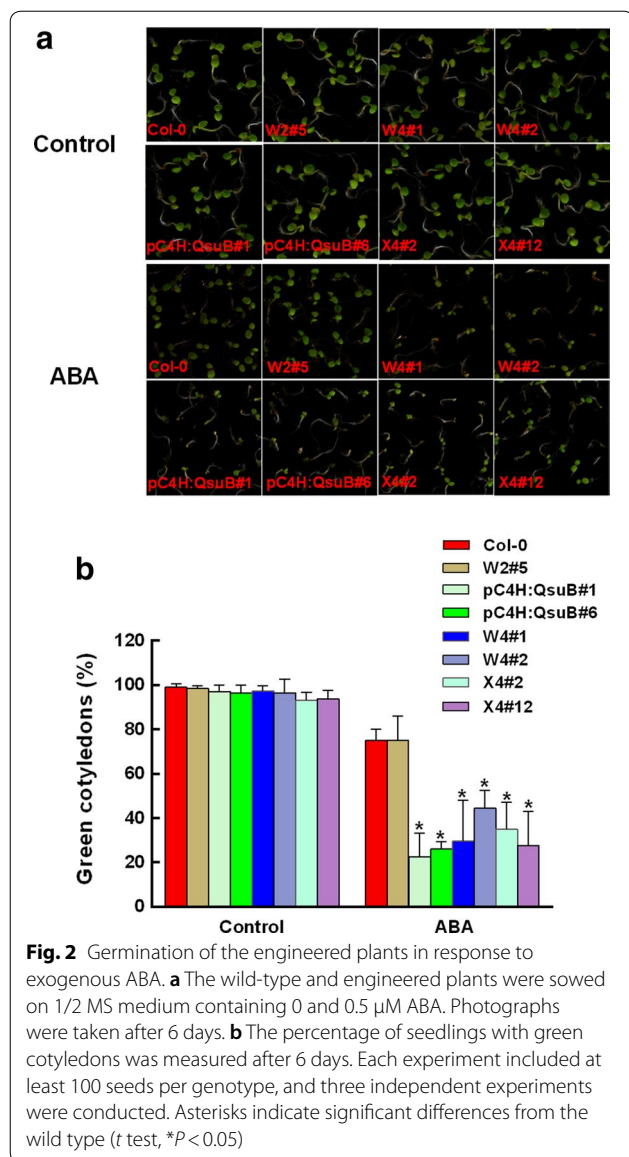 a
Control
Col-0 W2#5 W4#1 W4#2
pC4H:QsuB#1 pC4H:QsuB#6 X4#2 X4#12
ABA
Col-0 W2#5 W4#1 W4#2
pC4H:QsuB#1 pC4H:QsuB#6 X4#2 X4#12
b
Col-0
W2#5
pC4H:QsuB#1
pC4H:QsuB#6
W4#1
W4#2
X4#2
X4#12
Green cotyledons (%)
120
100
80
60
40
20
0
* * * * * *
Control ABA
Fig. 2 Germination of the engineered plants in response to
exogenous ABA. a The wild-type and engineered plants were sowed
on 1/2 MS medium containing 0 and 0.5 μM ABA. Photographs
were taken after 6 days. b The percentage of seedlings with green
cotyledons was measured after 6 days. Each experiment included at
least 100 seeds per genotype, and three independent experiments
were conducted. Asterisks indicate significant differences from the
wild type (t test, *P < 0.05)